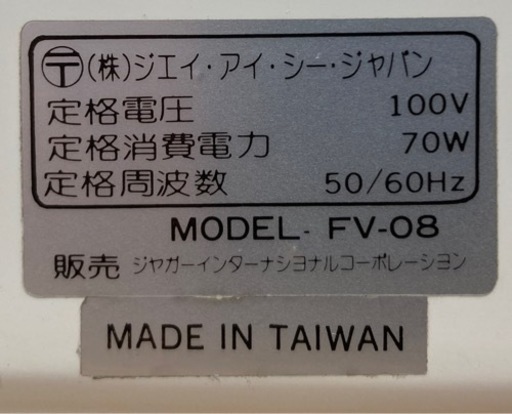 〒(株)ジエイ・アイ・シー・ジャパン
定格電圧 100V
定格消費電力 70W
定格周波数 50/60Hz
MODEL- FV-08
販売 ジャガーインターナシヨナルコーポレーシヨン
MADE IN TAIWAN